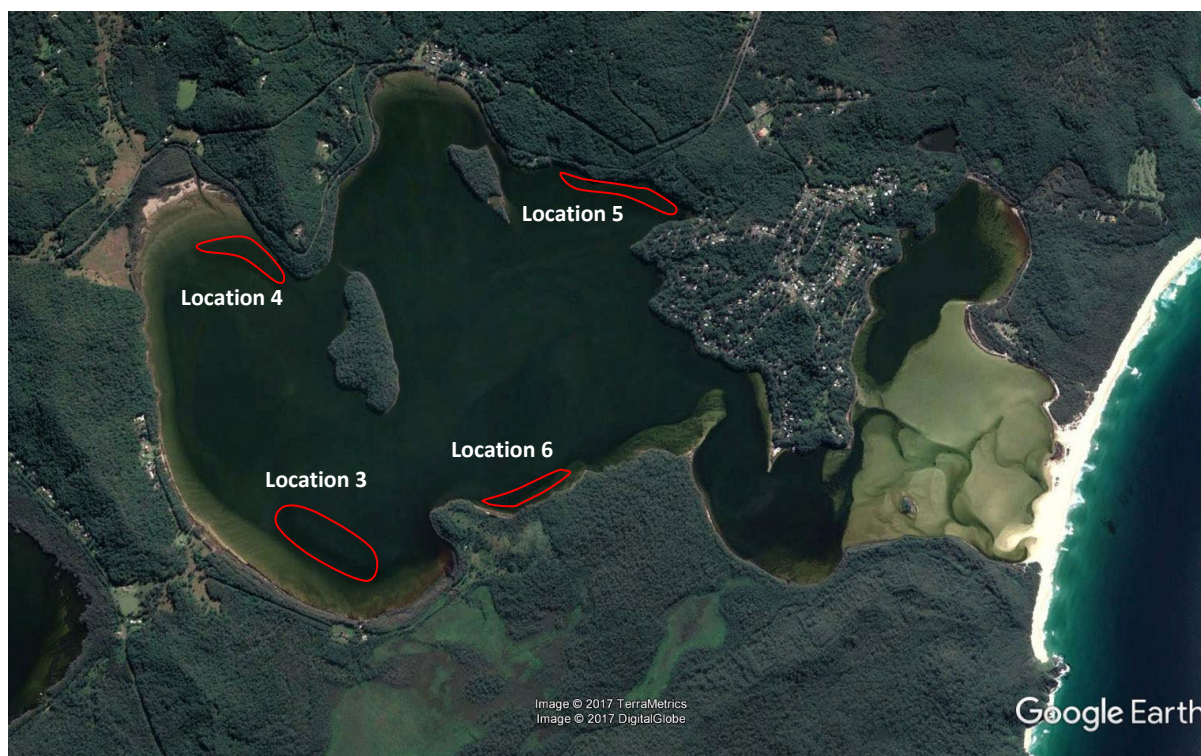 Location 5
Location 4
Location 6
Location 3
Image © 2017 TerraMetrics
Image © 2017 DigitalGlobe
Google Earth